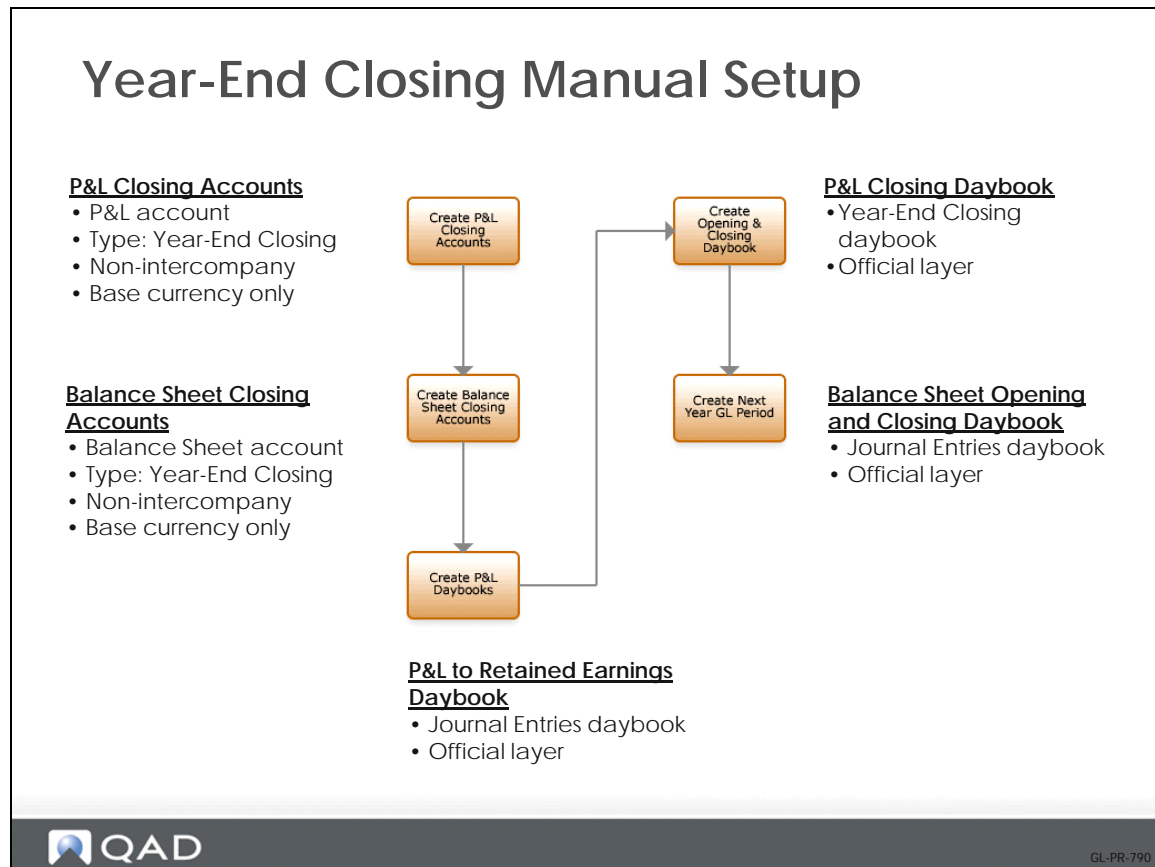 Year-End Closing Manual Setup
P&L Closing Accounts
• P&L account
• Type: Year-End Closing
• Non-intercompany
• Base currency only
Balance Sheet Closing
Accounts
• Balance Sheet account
• Type: Year-End Closing
• Non-intercompany
• Base currency only
Create P&L
Closing
Accounts
Create Balance
Sheet Closing
Accounts
Create P&L
Daybooks
P&L to Retained Earnings
Daybook
• Journal Entries daybook
• Official layer
Create
Opening &
Closing
Daybook
Create Next
Year GL Period
P&L Closing Daybook
•Year-End Closing
daybook
•Official layer
Balance Sheet Opening
and Closing Daybook
• Journal Entries daybook
• Official layer
QAD
GL-PR-790